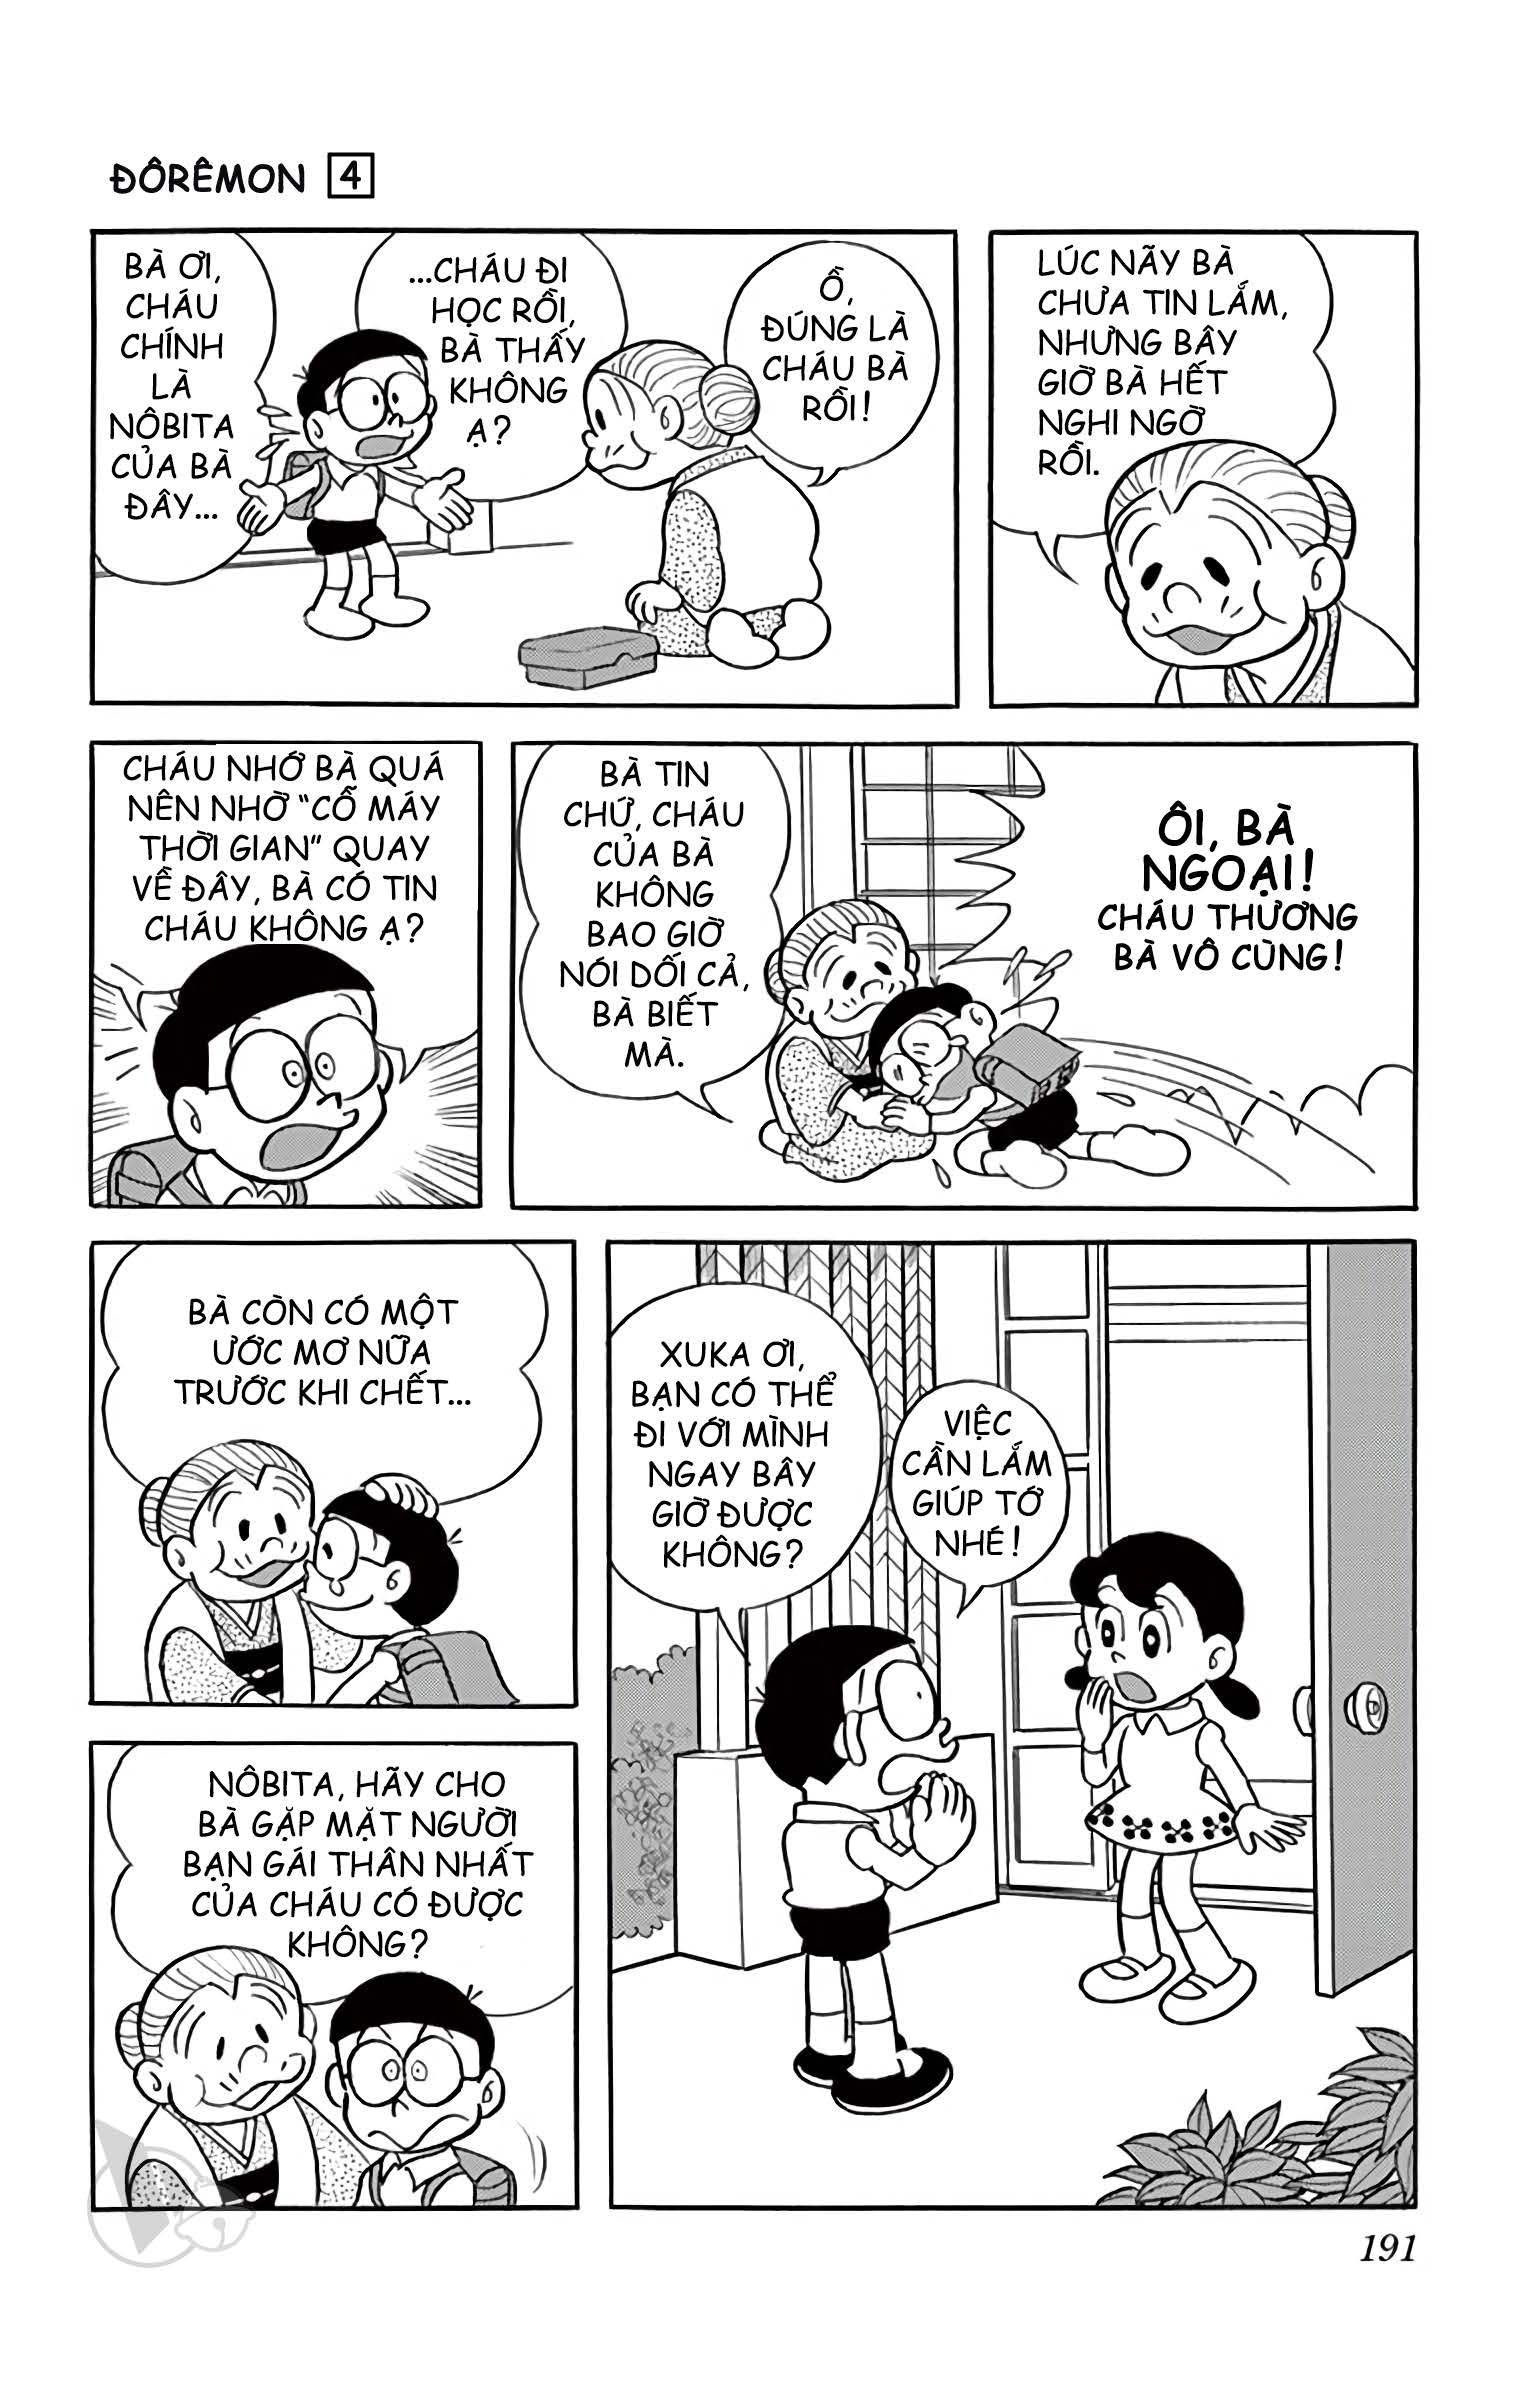 ĐÔRÊMON 4
BÀ ƠI,
CHÁU
CHÍNH
LÀ
NÔBITA
CỦA BÀ
ĐÂY...
...CHÁU ĐI
HỌC RỒI,
BÀ THẤY
KHÔNG
Ạ?
Ồ,
ĐÚNG LÀ
CHÁU BÀ
RỒI!
LÚC NÃY BÀ
CHƯA TIN LẮM,
NHƯNG BÂY
GIỜ BÀ HẾT
NGHI NGỜ
RỒI.
CHÁU NHỚ BÀ QUÁ
NÊN NHỜ “CỖ MÁY
THỜI GIAN” QUAY
VỀ ĐÂY, BÀ CÓ TIN
CHÁU KHÔNG Ạ?
BÀ TIN
CHỨ, CHÁU
CỦA BÀ
KHÔNG
BAO GIỜ
NÓI DỐI CẢ,
BÀ BIẾT
MÀ.
ÔI, BÀ
NGOẠI!
CHÁU THƯƠNG
BÀ VÔ CÙNG!
BÀ CÒN CÓ MỘT
ƯỚC MƠ NỮA
TRƯỚC KHI CHẾT...
NÔBITA, HÃY CHO
BÀ GẶP MẶT NGƯỜI
BẠN GÁI THÂN NHẤT
CỦA CHÁU CÓ ĐƯỢC
KHÔNG?
XUKA ƠI,
BẠN CÓ THỂ
ĐI VỚI MÌNH
NGAY BÂY
GIỜ ĐƯỢC
KHÔNG?
VIỆC
CẦN LẮM
GIÚP TỚ
NHÉ!
191